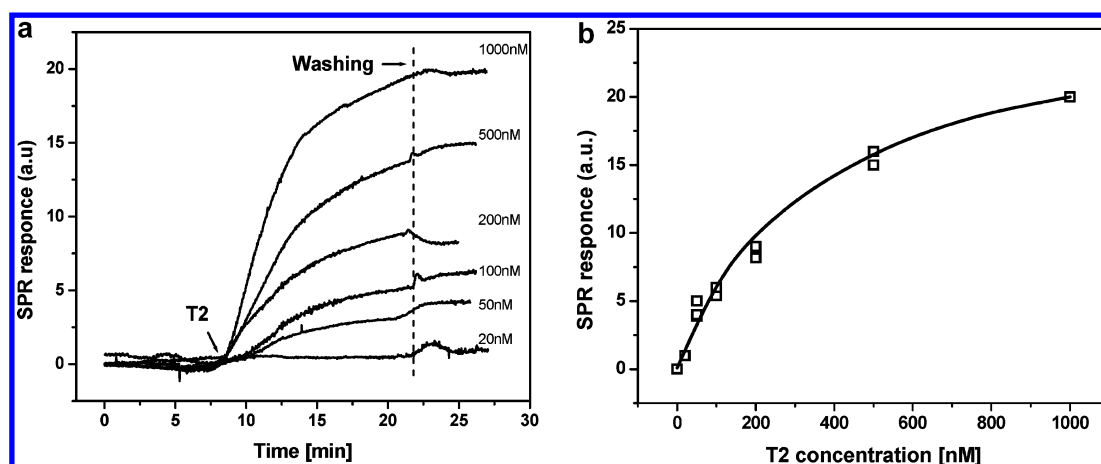 a
SPR responce (a.u)
20
15
10
5
0
0 5 10 15 20 25 30
Time [min]
Washing
T2
1000nM
500nM
200nM
100nM
50nM
20nM
b
SPR responce (a.u.)
25
20
15
10
5
0
0 200 400 600 800 1000
T2 concentration [nM]